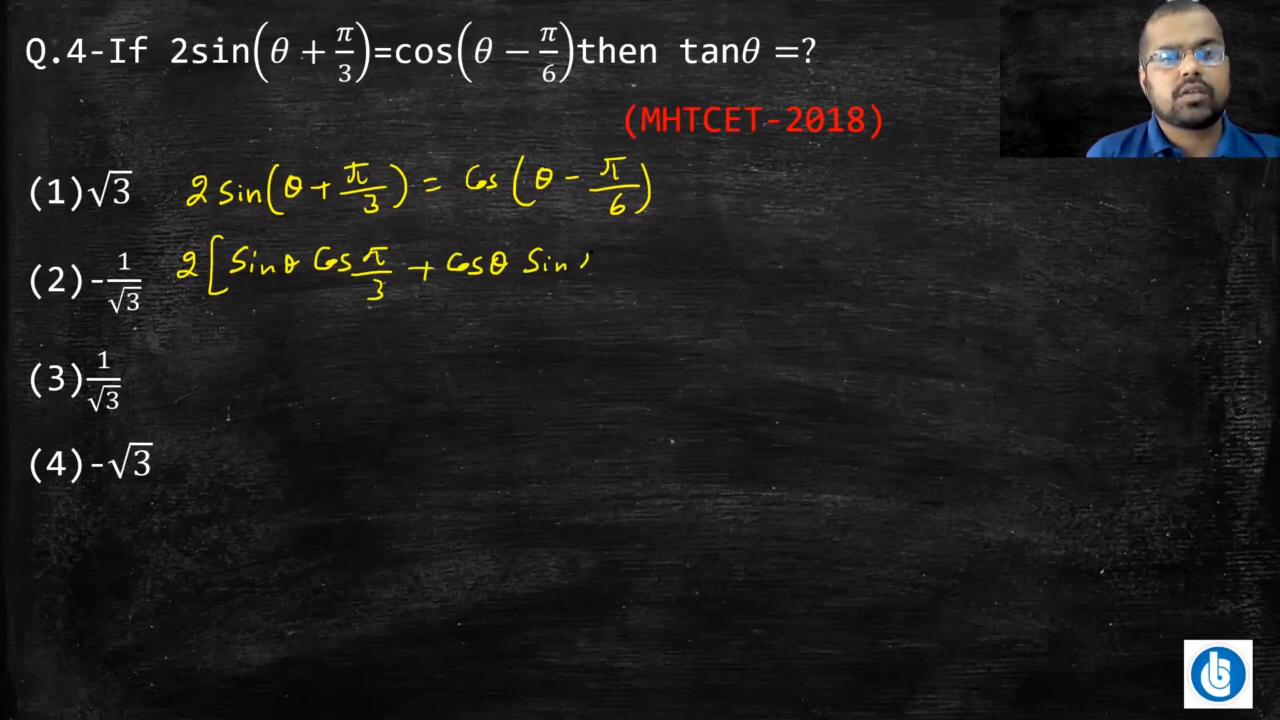 Q.4-If 2sin(θ + π/3)=cos(θ − π/6)then tanθ =?
(MHTCET-2018)
(1)√3
2 sin(θ + π/3) = cos(θ - π/6)
(2)-1/√3
2[sinθ cos π/3 + cosθ sin
(3)1/√3
(4)-√3